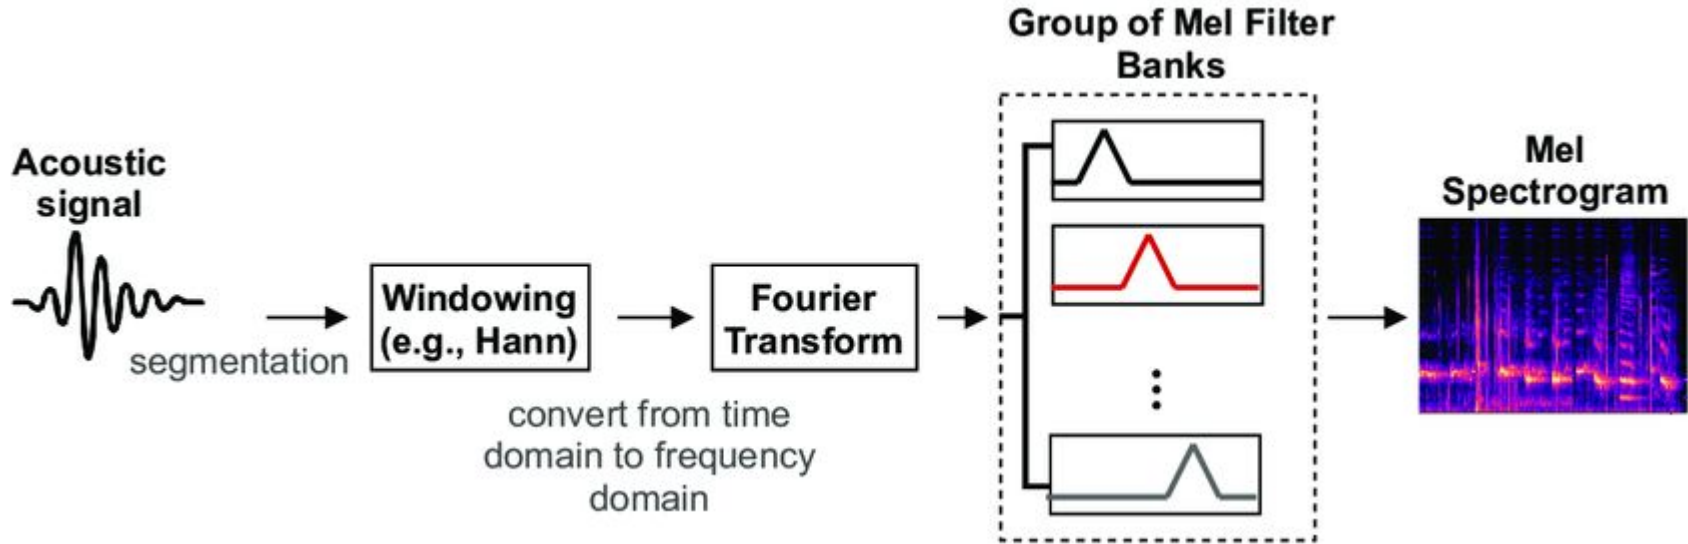 Acoustic
signal
segmentation
Windowing
(e.g., Hann)
convert from time
domain to frequency
domain
Fourier
Transform
Group of Mel Filter
Banks
Mel
Spectrogram